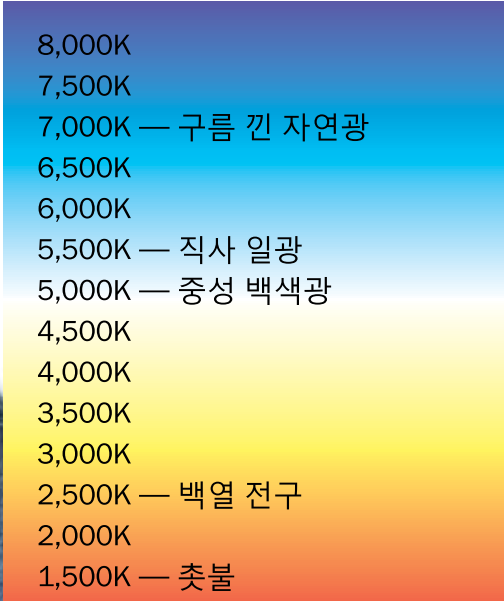 8,000K
7,500K
7,000K — 구름 낀 자연광
6,500K
6,000K
5,500K — 직사 일광
5,000K — 중성 백색광
4,500K
4,000K
3,500K
3,000K
2,500K — 백열 전구
2,000K
1,500K — 촛불